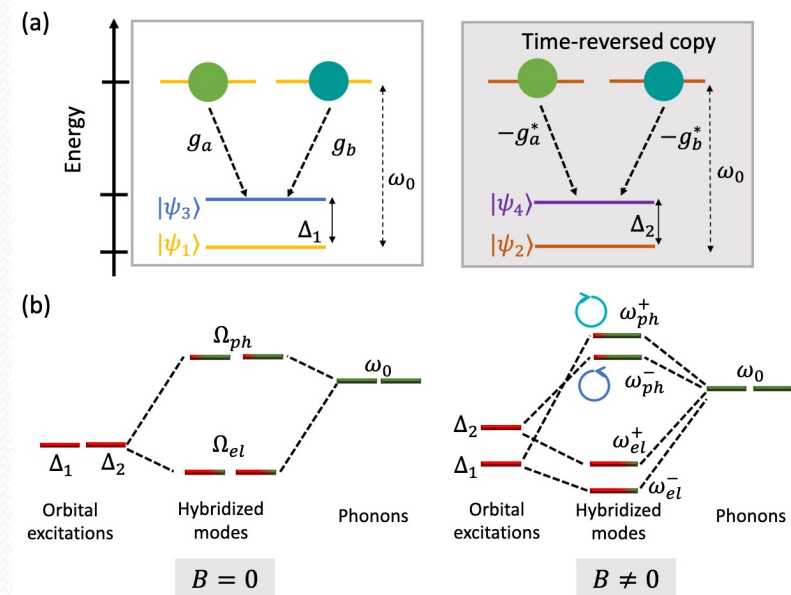 (a)
Time-reversed copy
Energy
g_a
g_b
ω_0
|ψ_3⟩
Δ_1
|ψ_1⟩
−g_a^*
−g_b^*
ω_0
|ψ_4⟩
Δ_2
|ψ_2⟩
(b)
Ω_ph
ω_0
Ω_el
Δ_1 Δ_2
Orbital
excitations
Hybridized
modes
Phonons
B = 0
ω_ph^+
ω_ph^-
ω_0
Δ_2
ω_el^+
Δ_1
ω_el^-
Orbital
excitations
Hybridized
modes
Phonons
B ≠ 0